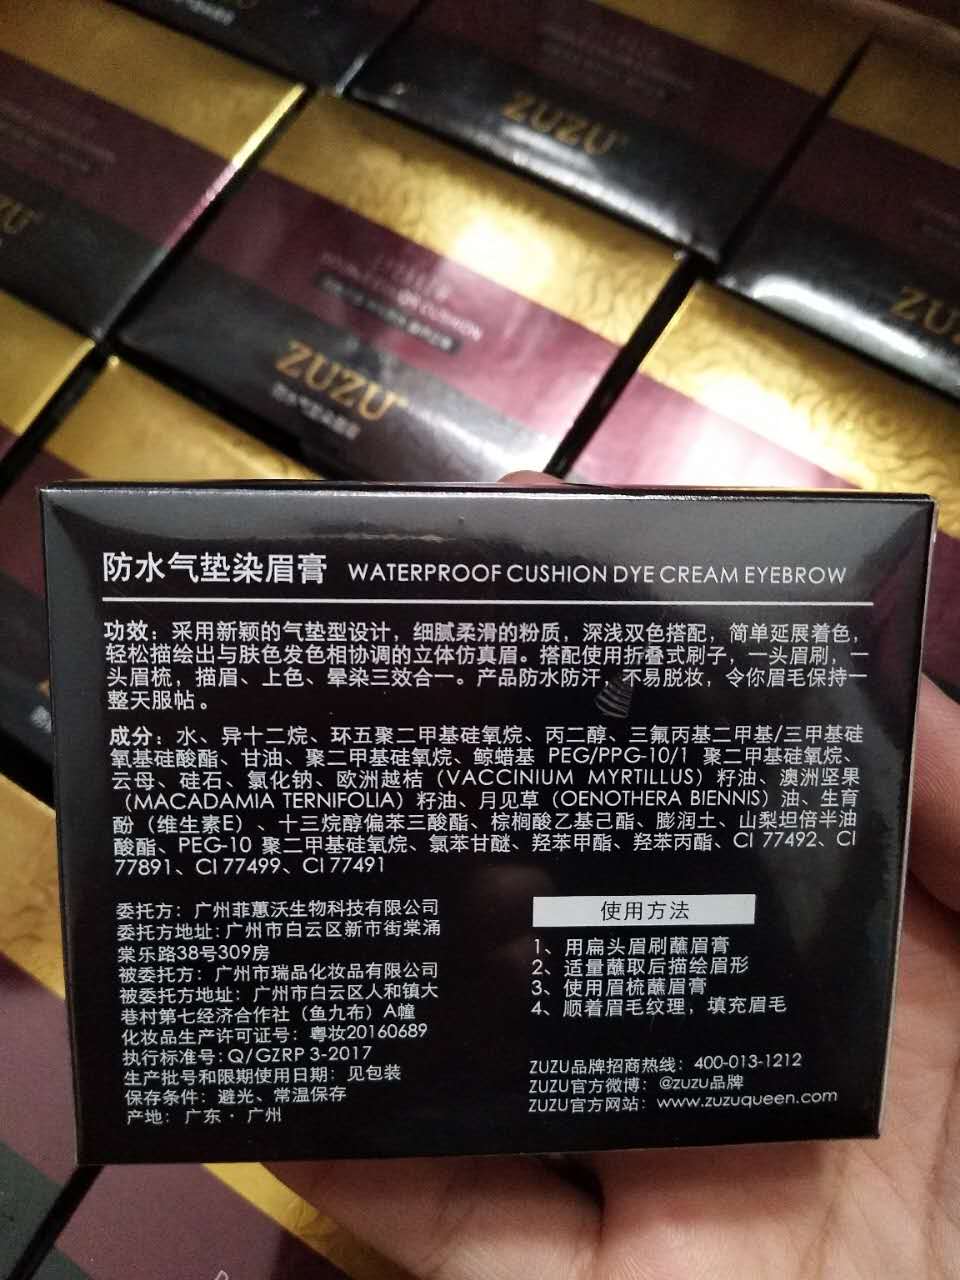 ZUZU
ZUZU
ZUZU
CUSHION
ZUZU
防水气垫染眉膏 WATERPROOF CUSHION DYE CREAM EYEBROW
功效：采用新颖的气垫型设计，细腻柔滑的粉质，深浅双色搭配，简单延展着色，
轻松描绘出与肤色发色相协调的立体仿真眉。搭配使用折叠式刷子，一头眉刷，一
头眉梳，描眉、上色、晕染三效合一。产品防水防汗，不易脱妆，令你眉毛保持一
整天服帖。
成分：水、异十二烷、环五聚二甲基硅氧烷、丙二醇、三氟丙基二甲基/三甲基硅
氧基硅酸酯、甘油、聚二甲基硅氧烷、鲸蜡基 PEG/PPG-10/1 聚二甲基硅氧烷、
云母、硅石、氯化钠、欧洲越桔（VACCINIUM MYRTILLUS）籽油、澳洲坚果
（MACADAMIA TERNIFOLIA）籽油、月见草（OENOTHERA BIENNIS）油、生育
酚（维生素E）、十三烷醇偏苯三酸酯、棕榈酸乙基己酯、膨润土、山梨坦倍半油
酸酯、PEG-10 聚二甲基硅氧烷、氯苯甘醚、羟苯甲酯、羟苯丙酯、CI 77492、CI
77891、CI 77499、CI 77491
委托方：广州菲蕙沃生物科技有限公司
委托方地址：广州市白云区新市街棠涌
棠乐路38号309房
被委托方：广州市瑞品化妆品有限公司
被委托方地址：广州市白云区人和镇大
巷村第七经济合作社（鱼九布）A幢
化妆品生产许可证号：粤妆20160689
执行标准号：Q/GZRP 3-2017
生产批号和限期使用日期：见包装
保存条件：避光、常温保存
产地：广东·广州
使用方法
1、用扁头眉刷蘸眉膏
2、适量蘸取后描绘眉形
3、使用眉梳蘸眉膏
4、顺着眉毛纹理，填充眉毛
ZUZU品牌招商热线：400-013-1212
ZUZU官方微博：@zuzu品牌
ZUZU官方网站：www.zuzuqueen.com